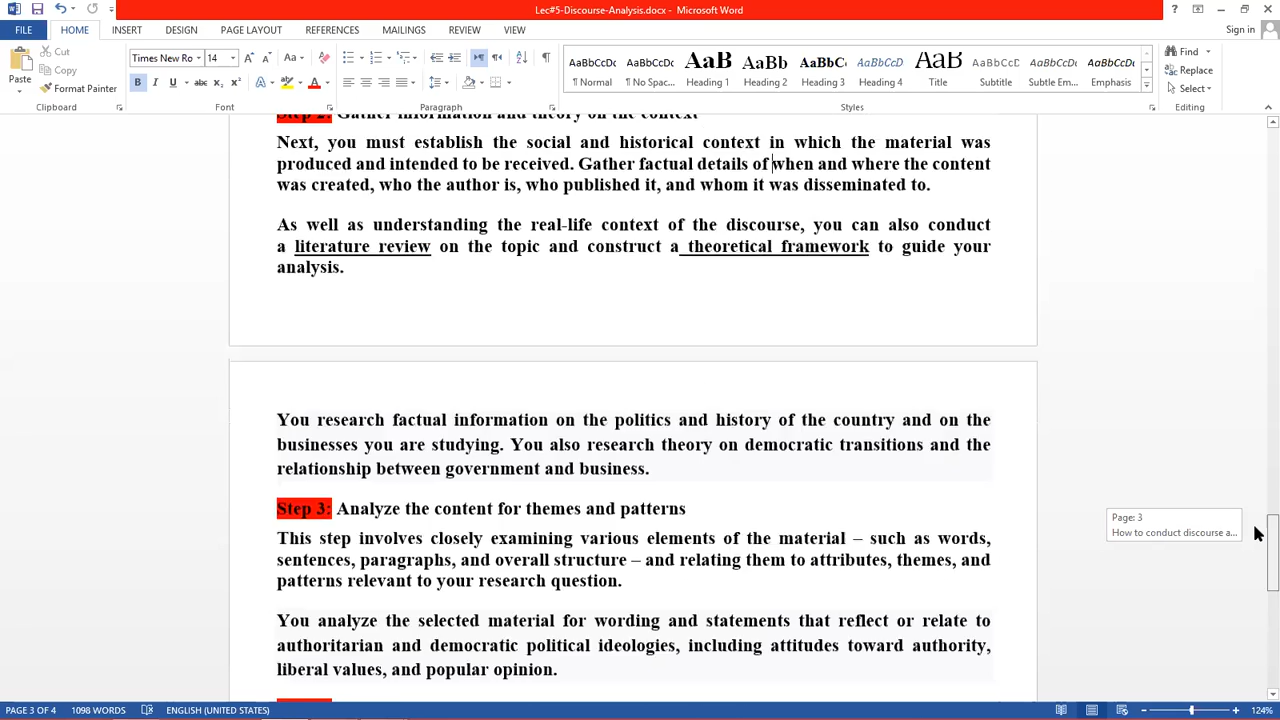 Lec#5-Discourse-Analysis.docx - Microsoft Word
FILE HOME INSERT DESIGN PAGE LAYOUT REFERENCES MAILINGS REVIEW VIEW Sign in
Paste
Cut
Copy
Format Painter
Clipboard
Times New Ro 14
Font
Paragraph
AaBbCcDc AaBbCcDc AaB AaBb AaBbC AaBbCcDc AaB AaBbCcDc AaBbCcDc AaBbCcDc
¶ Normal ¶ No Spac... Heading 1 Heading 2 Heading 3 Heading 4 Title Subtitle Subtle Em... Emphasis
Styles
Find
Replace
Select
Editing
Step 2: Gather information and theory on the context
Next, you must establish the social and historical context in which the material was
produced and intended to be received. Gather factual details of when and where the content
was created, who the author is, who published it, and whom it was disseminated to.
As well as understanding the real-life context of the discourse, you can also conduct
a literature review on the topic and construct a theoretical framework to guide your
analysis.
You research factual information on the politics and history of the country and on the
businesses you are studying. You also research theory on democratic transitions and the
relationship between government and business.
Step 3: Analyze the content for themes and patterns
This step involves closely examining various elements of the material – such as words,
sentences, paragraphs, and overall structure – and relating them to attributes, themes, and
patterns relevant to your research question.
You analyze the selected material for wording and statements that reflect or relate to
authoritarian and democratic political ideologies, including attitudes toward authority,
liberal values, and popular opinion.
Page: 3
How to conduct discourse a...
PAGE 3 OF 4 1098 WORDS ENGLISH (UNITED STATES) 124%